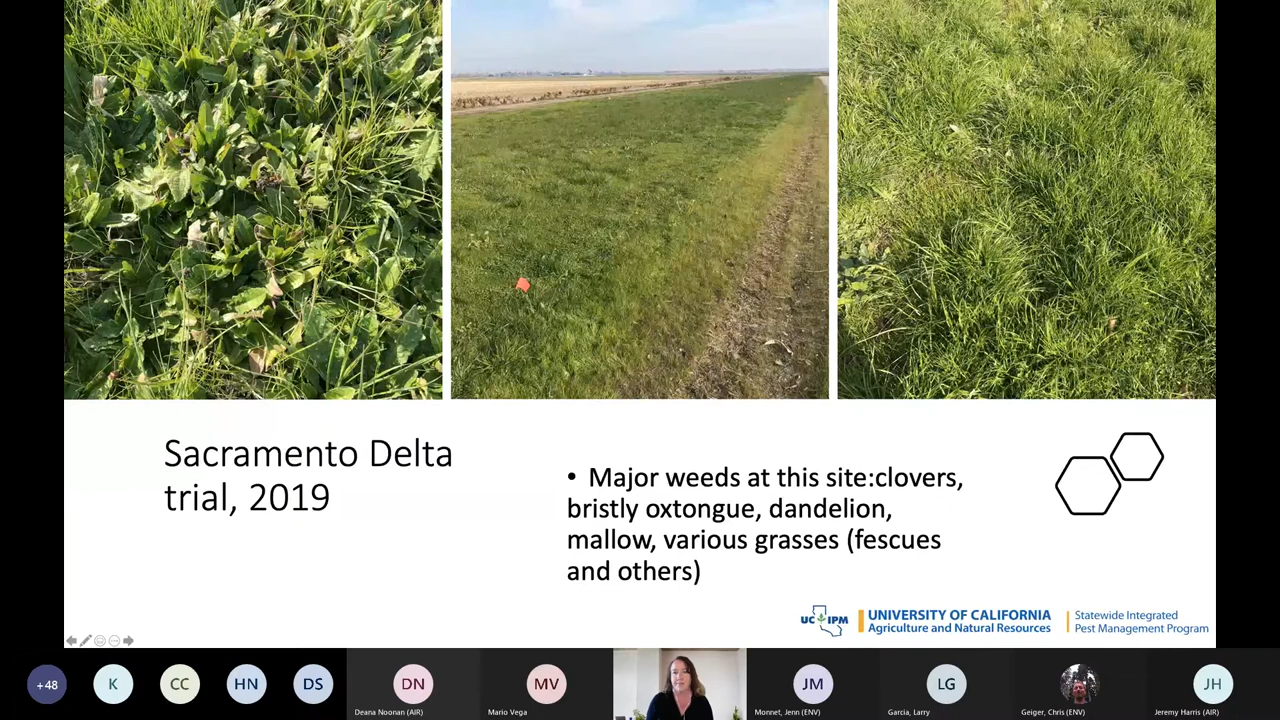 Sacramento Delta
trial, 2019
• Major weeds at this site:clovers,
bristly oxtongue, dandelion,
mallow, various grasses (fescues
and others)
UC IPM
UNIVERSITY OF CALIFORNIA
Agriculture and Natural Resources
Statewide Integrated
Pest Management Program
+48
K
CC
HN
DS
DN
Deana Noonan (AIR)
MV
Mario Vega
JM
Monnet, Jenn (ENV)
LG
Garcia, Larry
Geiger, Chris (ENV)
JH
Jeremy Harris (AIR)